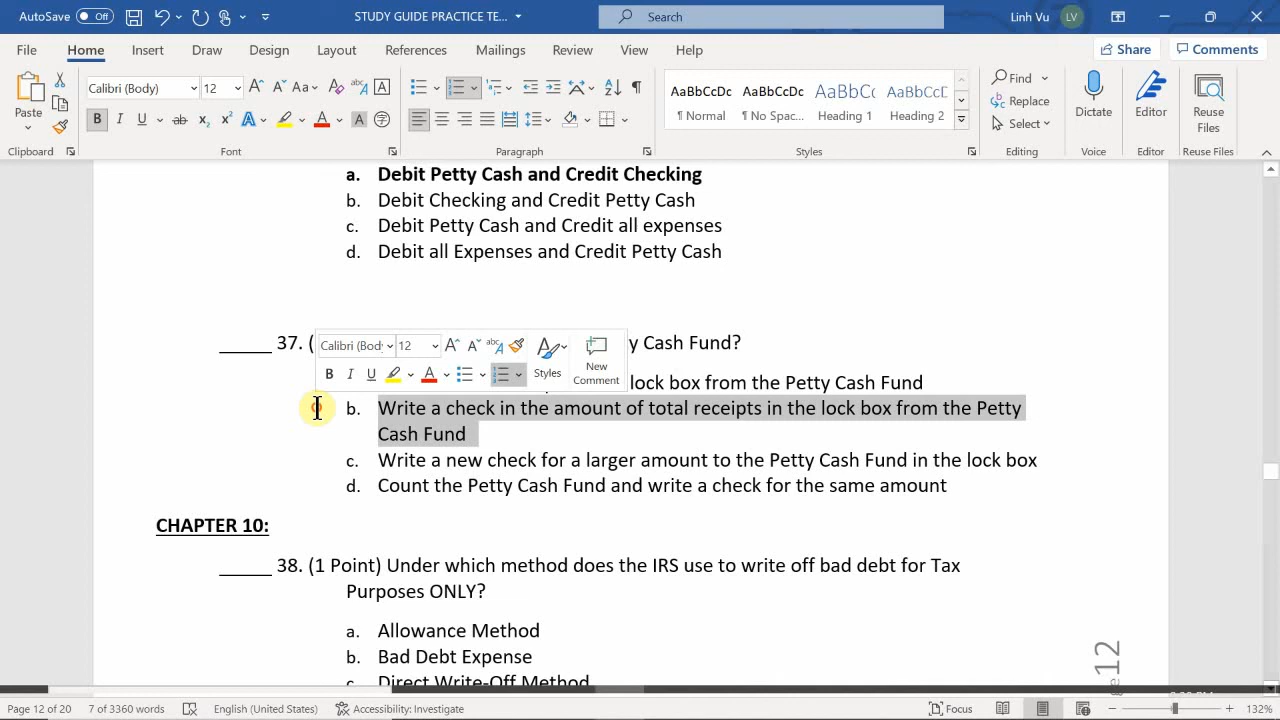 AutoSave Off STUDY GUIDE PRACTICE TE... Search Linh Vu LV
File Home Insert Draw Design Layout References Mailings Review View Help Share Comments
Calibri (Body) 12 Aa AaBbCcDc AaBbCcDc AaBbCc AaBbCcC Find
Paste Replace Dictate Editor Reuse Files
¶ Normal ¶ No Spac... Heading 1 Heading 2 Select
Clipboard Font Paragraph Styles Editing Voice Editor Reuse Files
a. Debit Petty Cash and Credit Checking
b. Debit Checking and Credit Petty Cash
c. Debit Petty Cash and Credit all expenses
d. Debit all Expenses and Credit Petty Cash
_____ 37. ( y Cash Fund?
Calibri (Body 12
Styles New Comment
lock box from the Petty Cash Fund
b. Write a check in the amount of total receipts in the lock box from the Petty
Cash Fund
c. Write a new check for a larger amount to the Petty Cash Fund in the lock box
d. Count the Petty Cash Fund and write a check for the same amount
CHAPTER 10:
_____ 38. (1 Point) Under which method does the IRS use to write off bad debt for Tax
Purposes ONLY?
a. Allowance Method
b. Bad Debt Expense
c. Direct Write-Off Method
12
Page 12 of 20 7 of 3360 words English (United States) Accessibility: Investigate Focus 132%